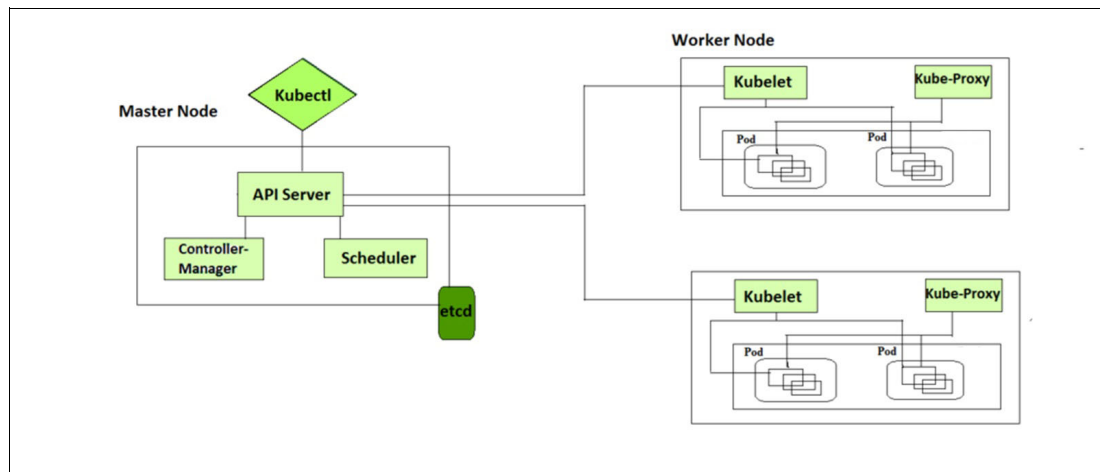 Master Node
Kubectl
API Server
Controller-
Manager
Scheduler
etcd
Worker Node
Kubelet
Kube-Proxy
Pod
Pod
Kubelet
Kube-Proxy
Pod
Pod